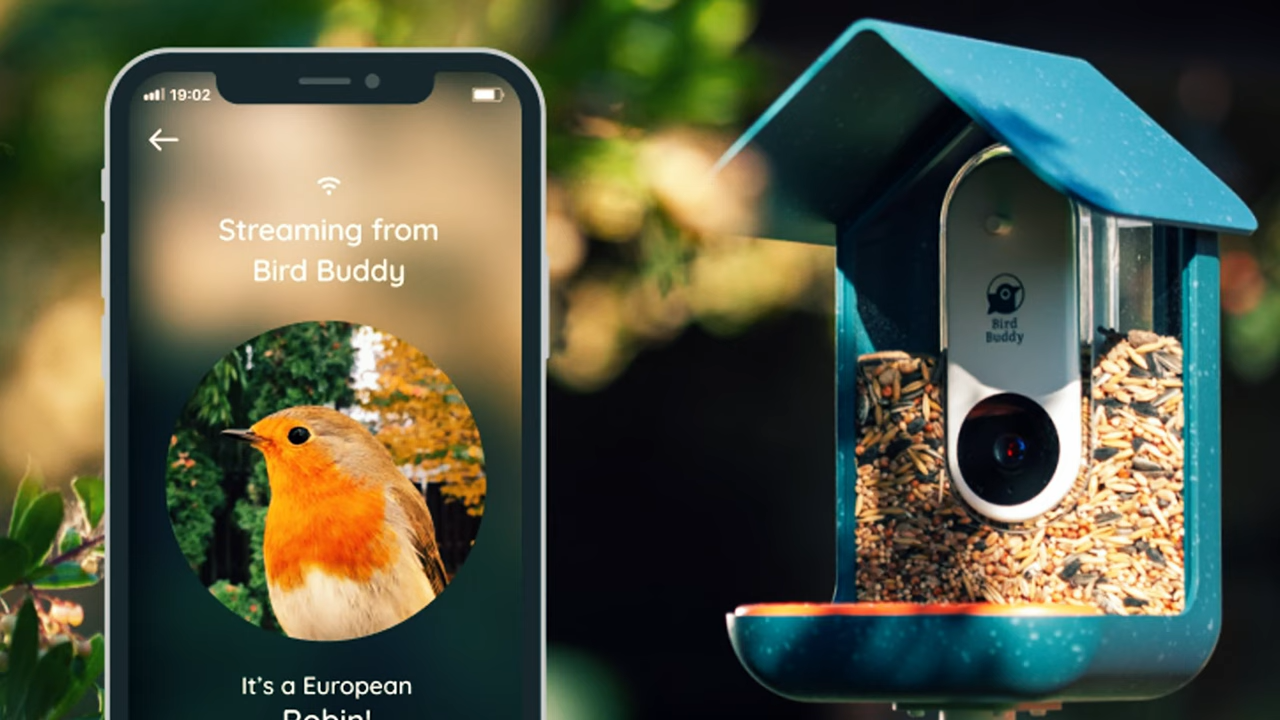 19:02
Streaming from
Bird Buddy
It's a European
Robin!
Bird
Buddy